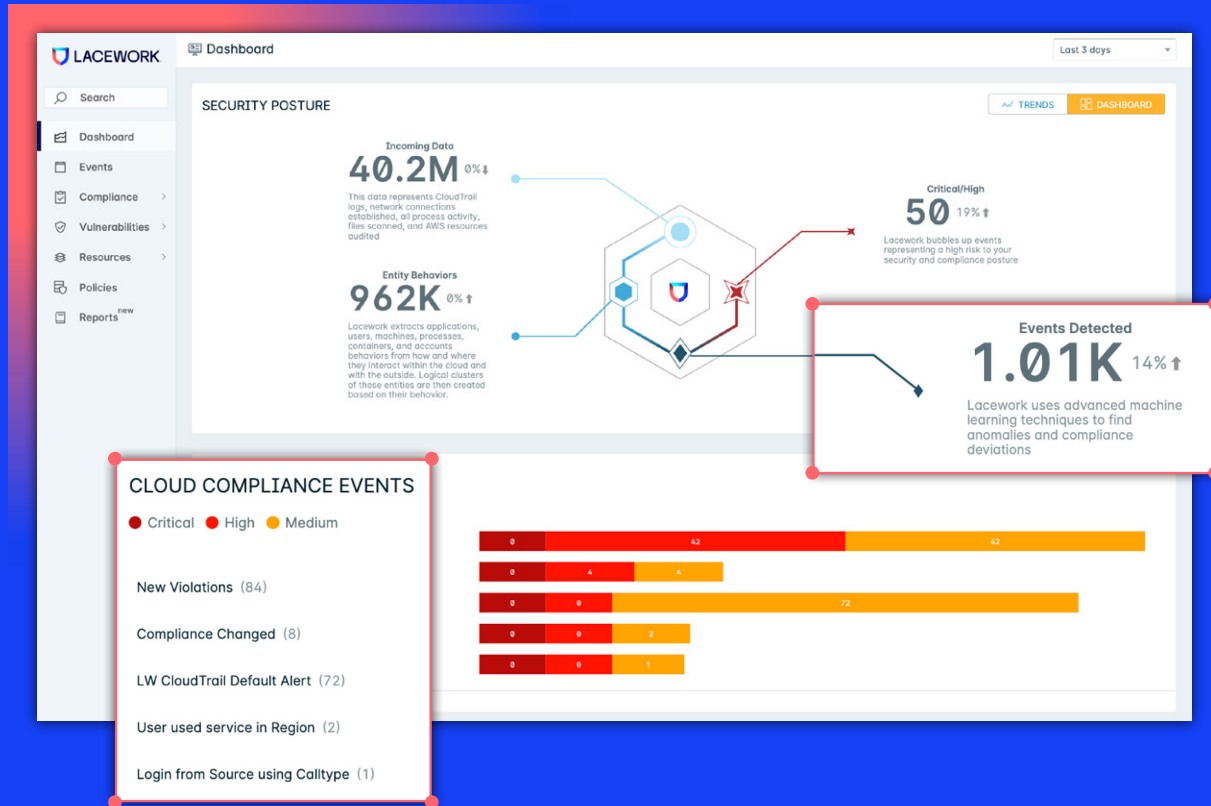 LACEWORK
Dashboard
Last 3 days
Search
Dashboard
Events
Compliance
Vulnerabilities
Resources
Policies
Reports new
SECURITY POSTURE
TRENDS
DASHBOARD
Incoming Data
40.2M 0%
This data represents CloudTrail
logs, network connections
established, all process activity,
files scanned, and AWS resources
audited
Entity Behaviors
962K 0%
Lacework extracts applications,
users, machines, processes,
containers, and accounts
behaviors from how and where
they interact within the cloud and
with the outside. Logical clusters
of these entities are then created
based on their behavior.
Critical/High
50 19%
Lacework bubbles up events
representing a high risk to your
security and compliance posture
Events Detected
1.01K 14%
Lacework uses advanced machine
learning techniques to find
anomalies and compliance
deviations
CLOUD COMPLIANCE EVENTS
Critical High Medium
New Violations (84)
Compliance Changed (8)
LW CloudTrail Default Alert (72)
User used service in Region (2)
Login from Source using Calltype (1)
0 42 42
0 4 4
0 0 72
0 0 2
0 0 1